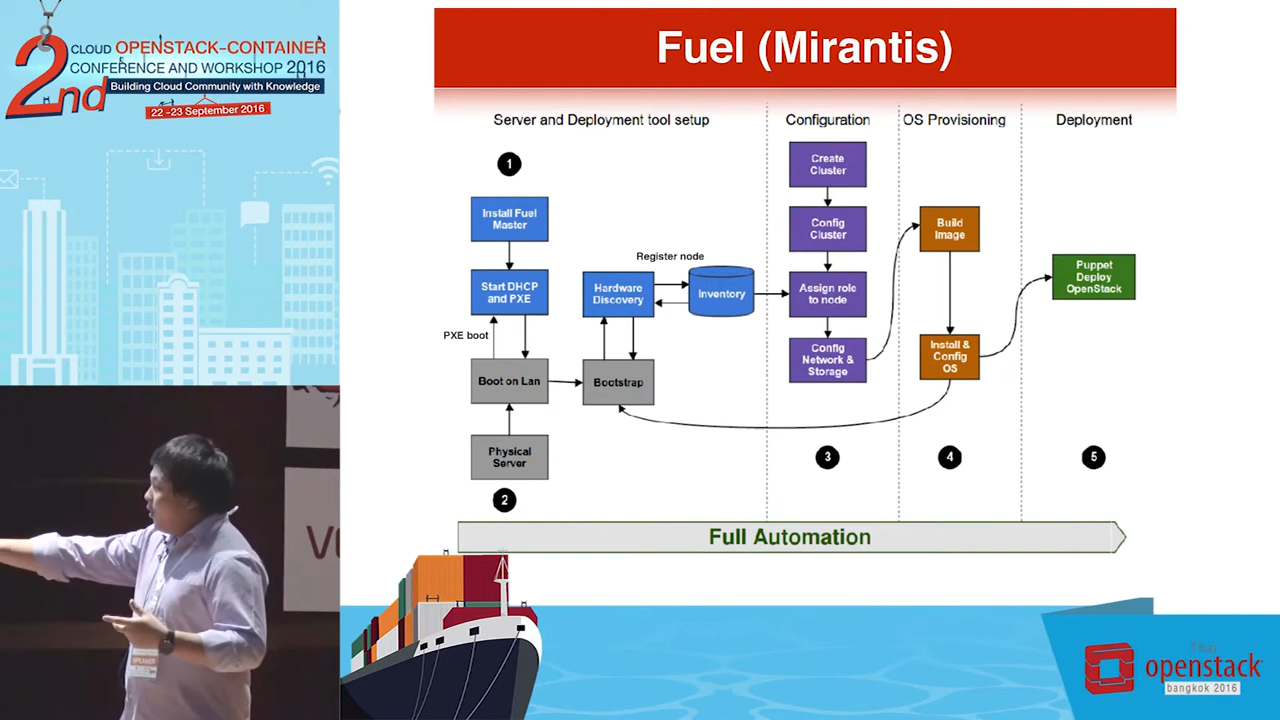 2nd
CLOUD OPENSTACK-CONTAINER
CONFERENCE AND WORKSHOP 2016
Building Cloud Community with Knowledge
22 -23 September 2016
Fuel (Mirantis)
Server and Deployment tool setup
Configuration
OS Provisioning
Deployment
1
Install Fuel
Master
Start DHCP
and PXE
PXE boot
Boot on Lan
Physical
Server
2
Hardware
Discovery
Bootstrap
Register node
Inventory
Create
Cluster
Config
Cluster
Assign role
to node
Config
Network &
Storage
3
Build
Image
Install &
Config
OS
4
Puppet
Deploy
OpenStack
5
Full Automation
SPEAKER
Thai
openstack
bangkok 2016